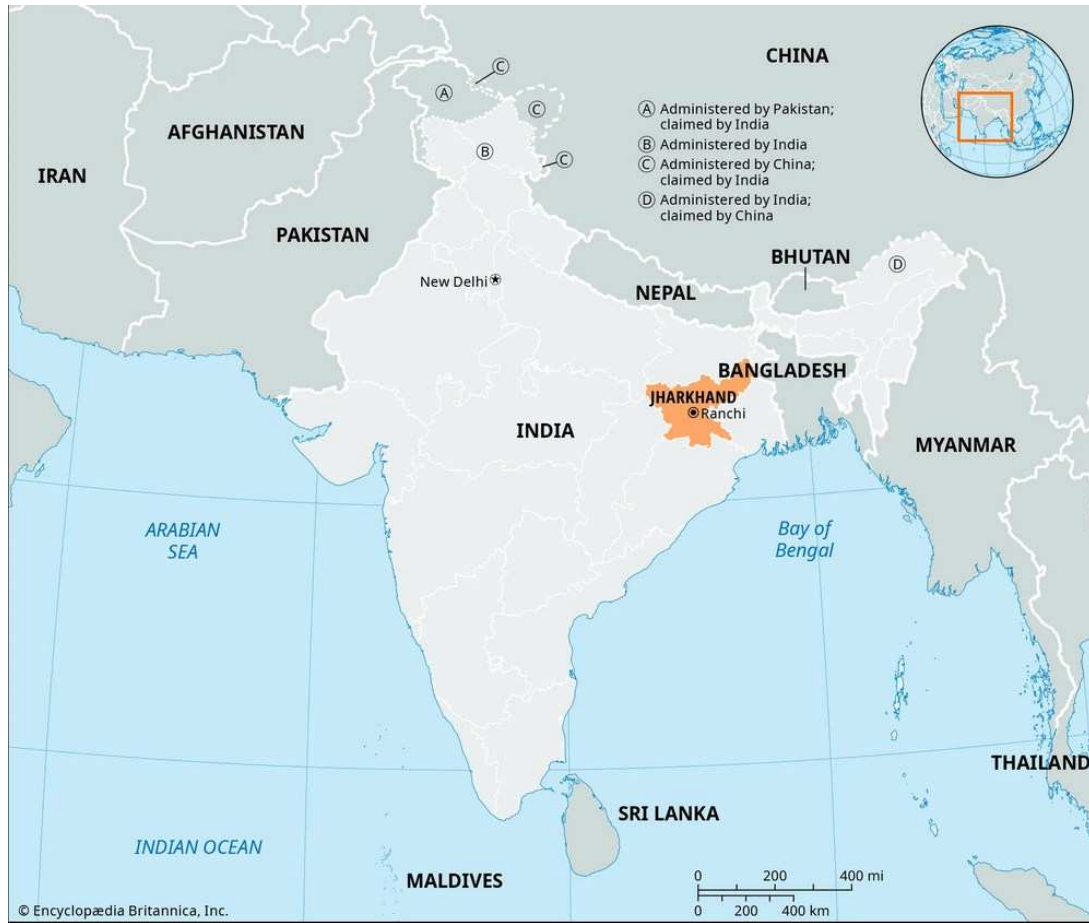 CHINA
Ⓐ Administered by Pakistan;
claimed by India
Ⓑ Administered by India
Ⓒ Administered by China;
claimed by India
Ⓓ Administered by India;
claimed by China
Ⓒ
Ⓐ
Ⓒ
Ⓑ
Ⓒ
AFGHANISTAN
IRAN
PAKISTAN
New Delhi
NEPAL
BHUTAN
Ⓓ
BANGLADESH
JHARKHAND
Ranchi
INDIA
MYANMAR
ARABIAN
SEA
Bay of
Bengal
THAILAND
SRI LANKA
INDIAN OCEAN
MALDIVES
0 200 400 mi
0 200 400 km
© Encyclopædia Britannica, Inc.